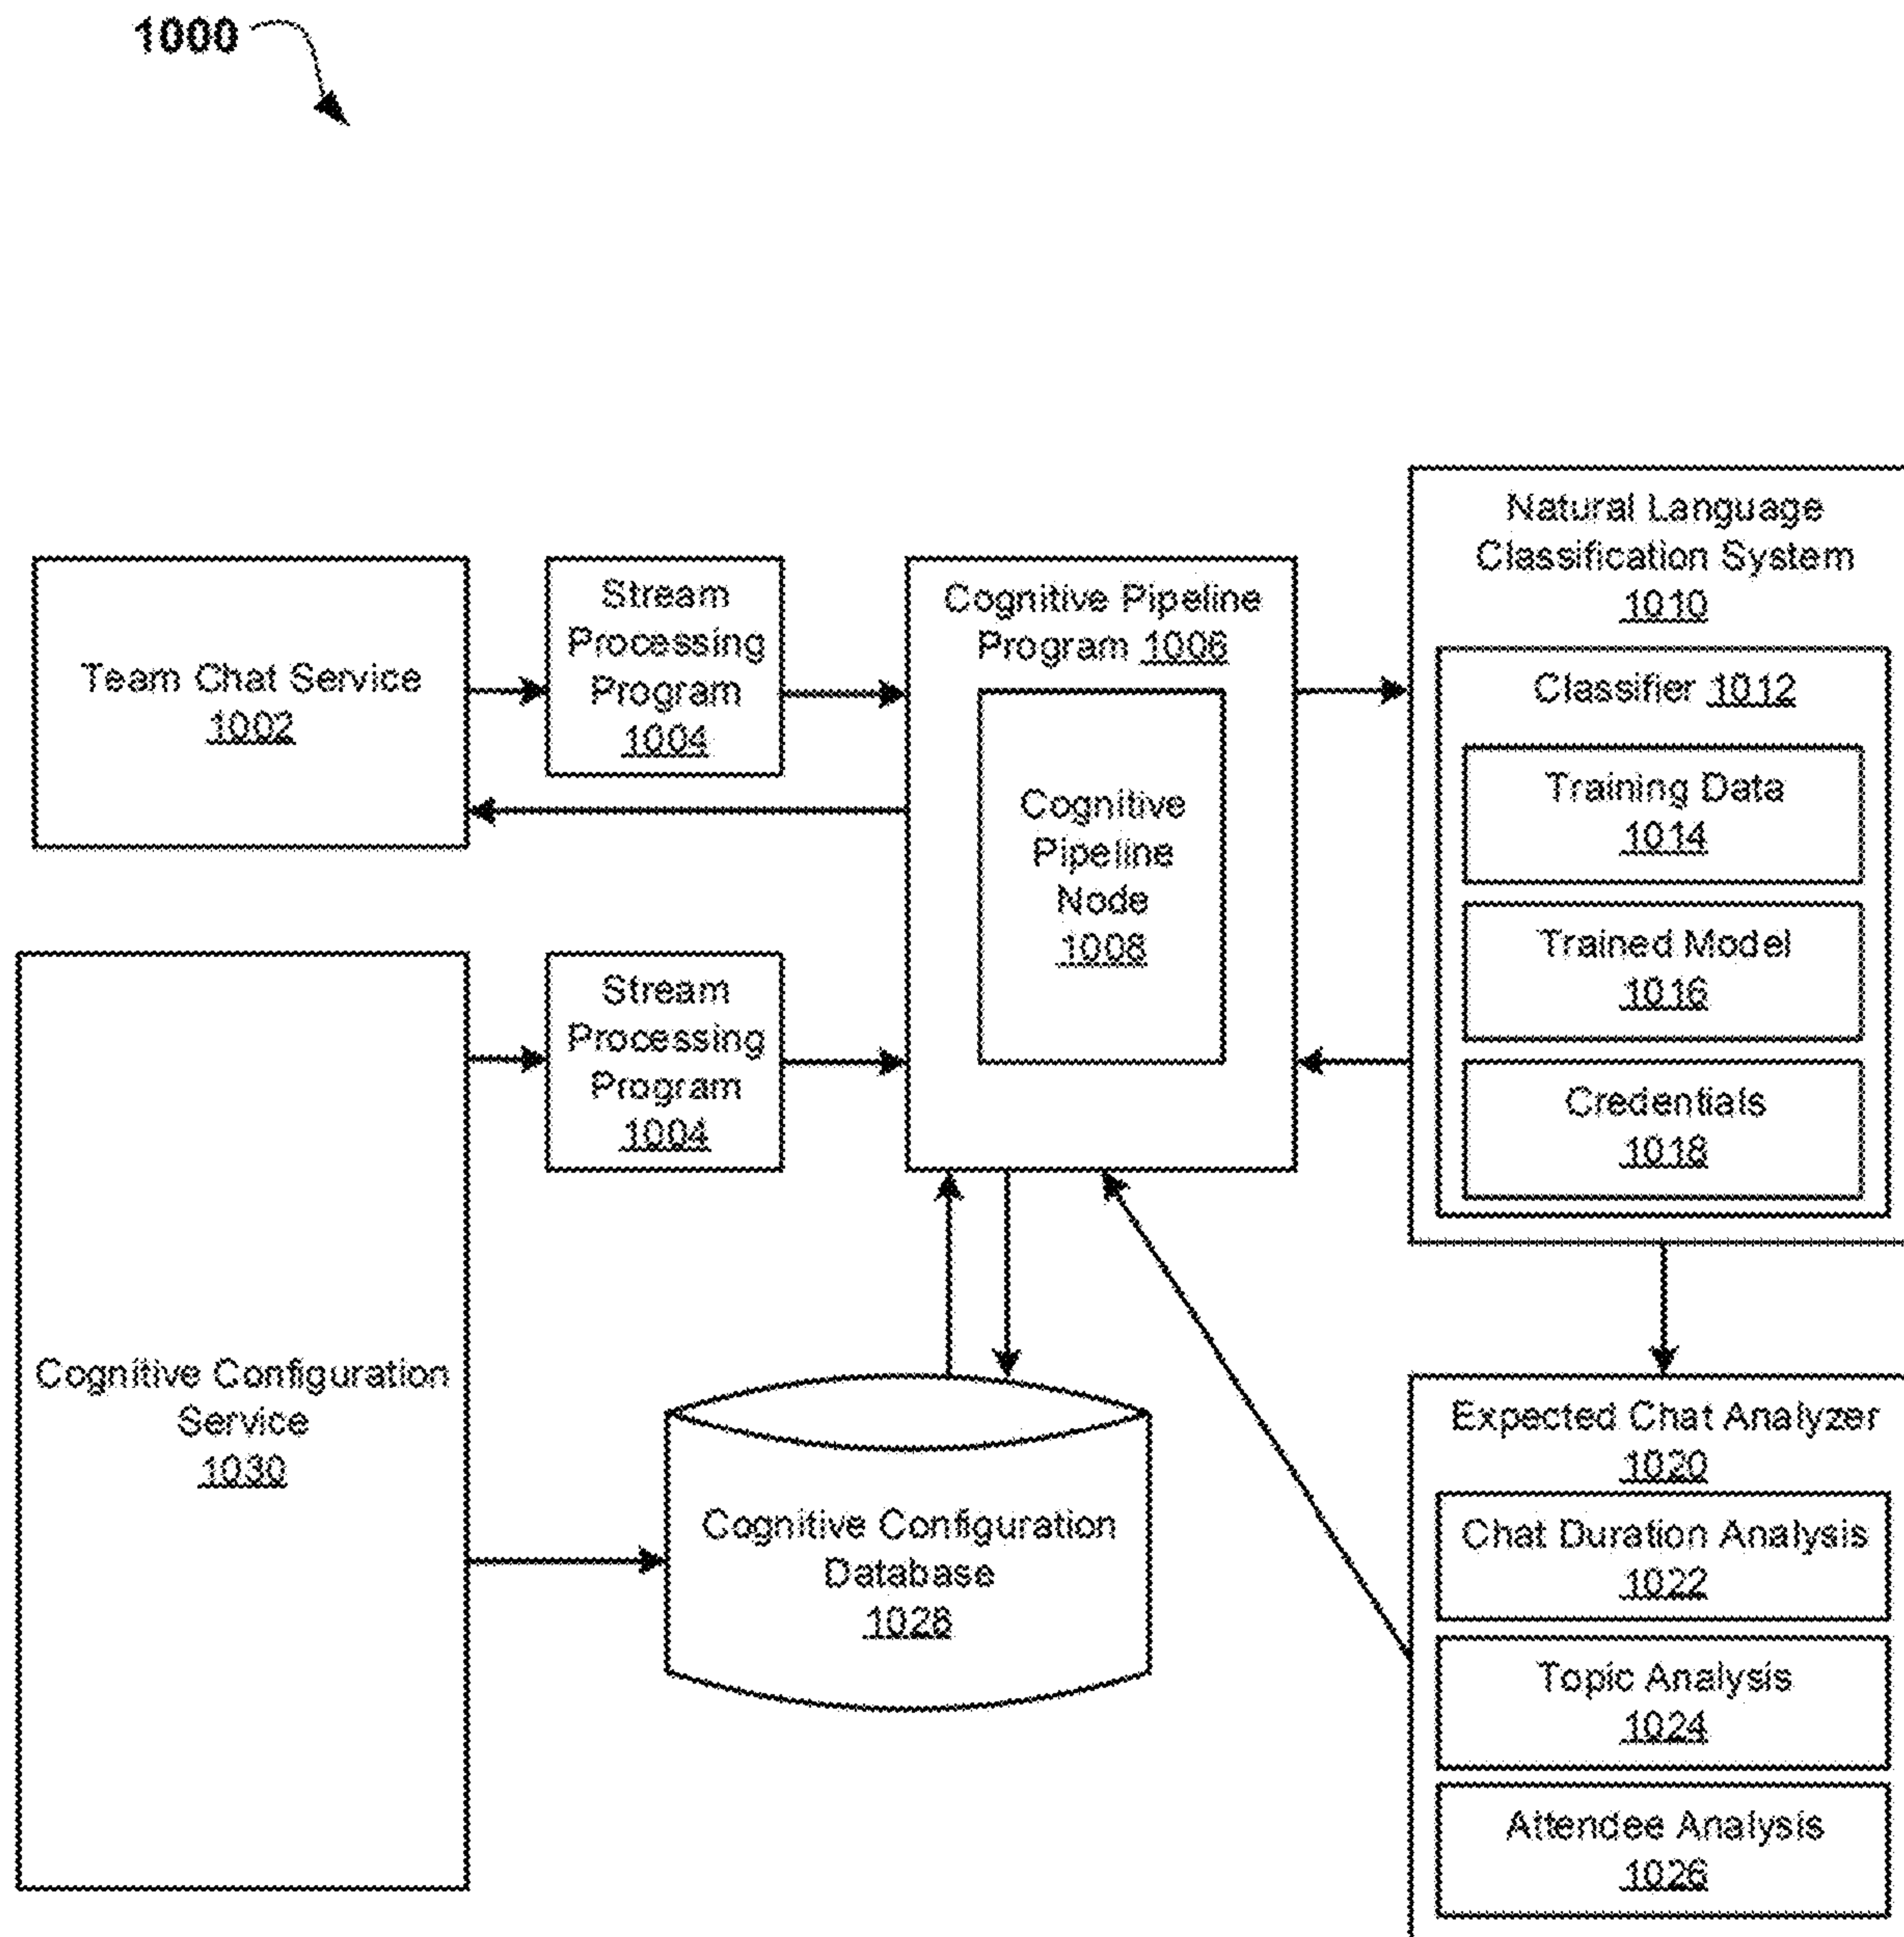 1000
Team Chat Service
1002
Stream
Processing
Program
1004
Cognitive Pipeline
Program 1006
Cognitive
Pipeline
Node
1008
Natural Language
Classification System
1010
Classifier 1012
Training Data
1014
Trained Model
1016
Credentials
1018
Cognitive Configuration
Service
1030
Stream
Processing
Program
1004
Cognitive Configuration
Database
1028
Expected Chat Analyzer
1020
Chat Duration Analysis
1022
Topic Analysis
1024
Attendee Analysis
1026